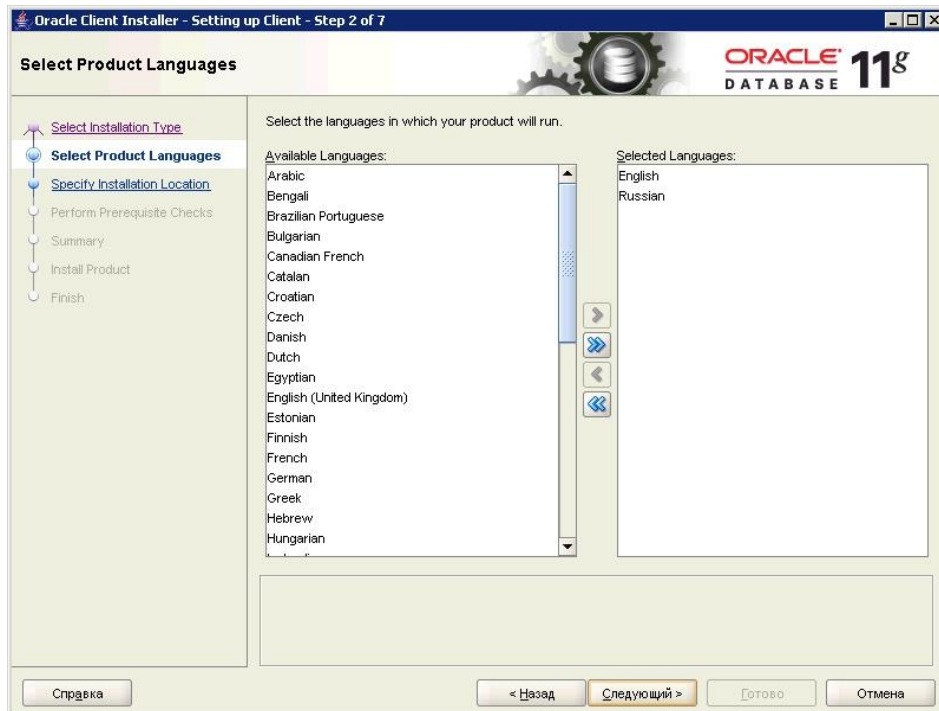 Oracle Client Installer - Setting up Client - Step 2 of 7
Select Product Languages
ORACLE
DATABASE
11g
Select Installation Type
Select Product Languages
Specify Installation Location
Perform Prerequisite Checks
Summary
Install Product
Finish
Select the languages in which your product will run.
Available Languages:
Arabic
Bengali
Brazilian Portuguese
Bulgarian
Canadian French
Catalan
Croatian
Czech
Danish
Dutch
Egyptian
English (United Kingdom)
Estonian
Finnish
French
German
Greek
Hebrew
Hungarian
Selected Languages:
English
Russian
Справка
< Назад
Следующий >
Готово
Отмена